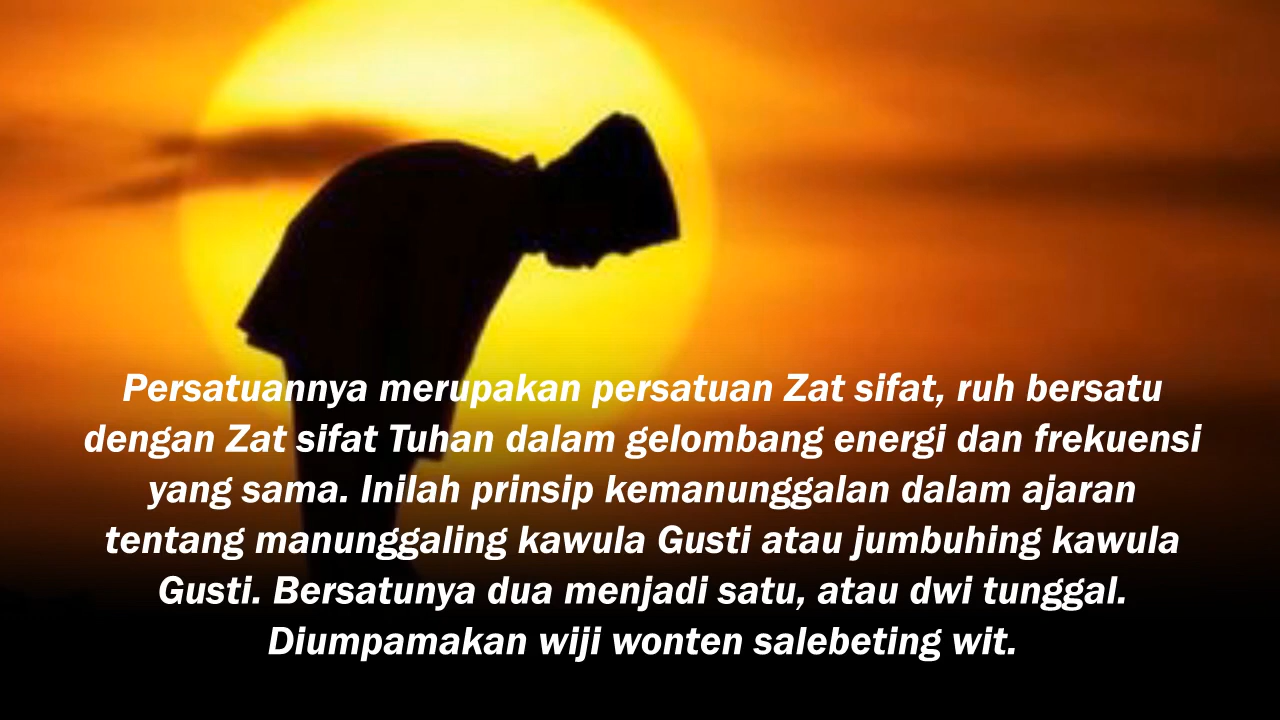 Persatuannya merupakan persatuan Zat sifat, ruh bersatu
dengan Zat sifat Tuhan dalam gelombang energi dan frekuensi
yang sama. Inilah prinsip kemanunggalan dalam ajaran
tentang manunggaling kawula Gusti atau jumbuhing kawula
Gusti. Bersatunya dua menjadi satu, atau dwi tunggal.
Diumpamakan wiji wonten salebeting wit.